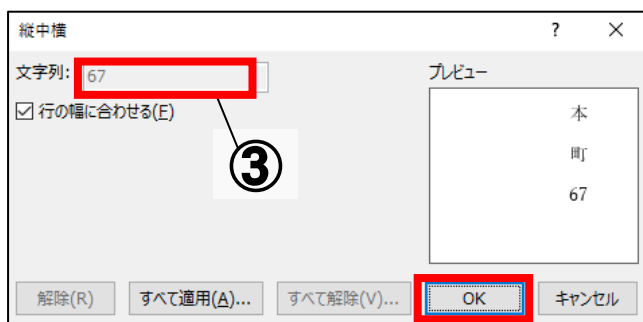 縦中横 ? ×
文字列: 67
プレビュー
☑ 行の幅に合わせる(F)
③
本
町
67
解除(R) すべて適用(A)... すべて解除(V)... OK キャンセル